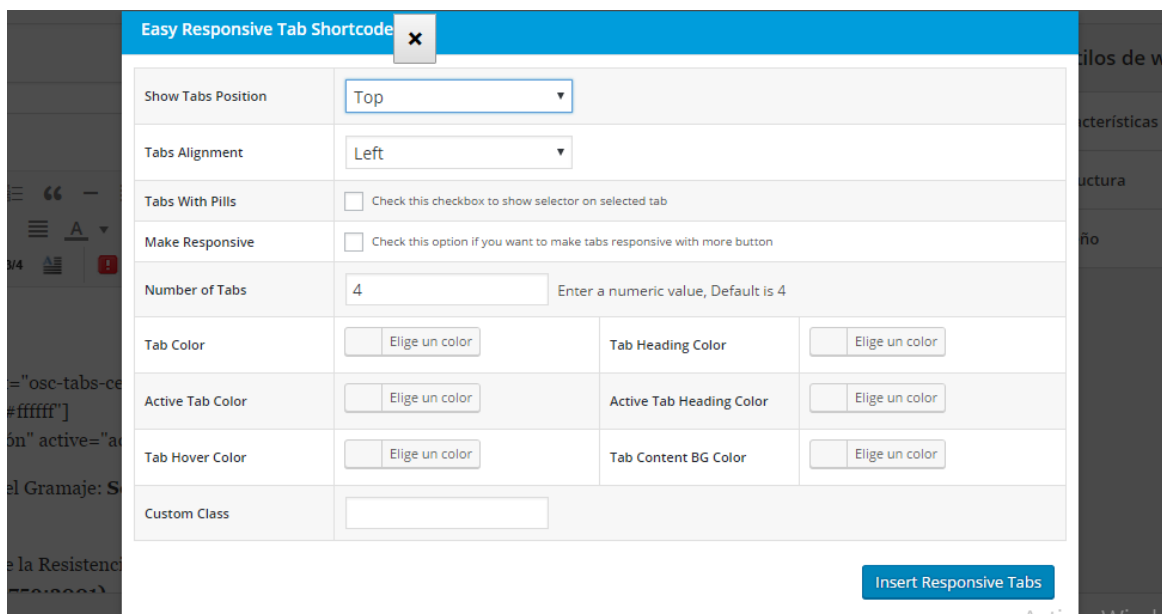 Easy Responsive Tab Shortcode ×
tilos de w
Show Tabs Position Top
acterísticas
Tabs Alignment Left
uctura
Tabs With Pills Check this checkbox to show selector on selected tab
Make Responsive Check this option if you want to make tabs responsive with more button
ño
3/4
Number of Tabs 4 Enter a numeric value, Default is 4
Tab Color Elige un color Tab Heading Color Elige un color
="osc-tabs-ce
Active Tab Color Elige un color Active Tab Heading Color Elige un color
#ffffff"]
ón" active="a
Tab Hover Color Elige un color Tab Content BG Color Elige un color
el Gramaje: S
Custom Class
e la Resistenci
Insert Responsive Tabs